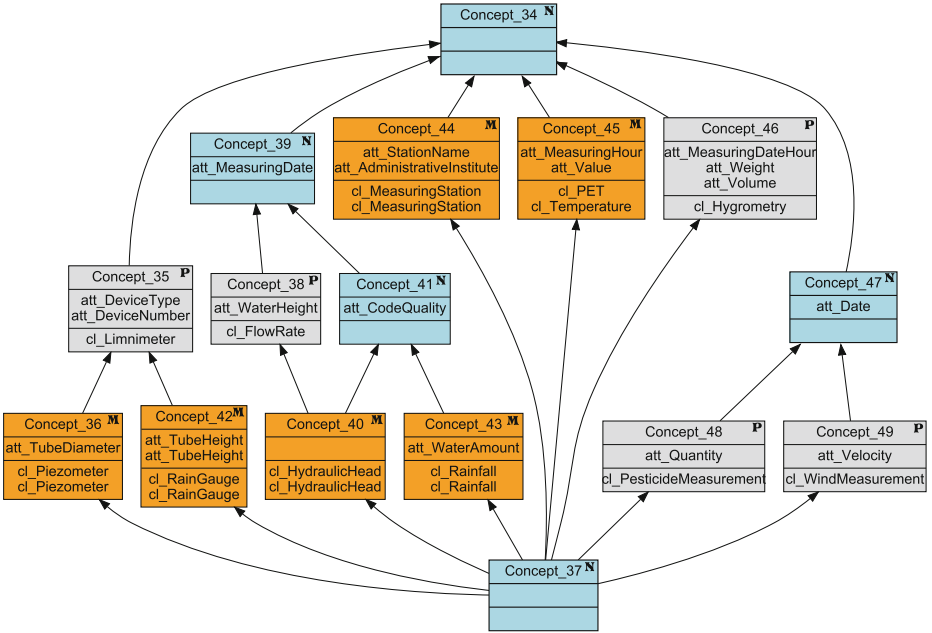 Concept_34 N
Concept_39 N
att_MeasuringDate
Concept_44 M
att_StationName
att_AdministrativeInstitute
cl_MeasuringStation
cl_MeasuringStation
Concept_45 M
att_MeasuringHour
att_Value
cl_PET
cl_Temperature
Concept_46 P
att_MeasuringDateHour
att_Weight
att_Volume
cl_Hygrometry
Concept_35 P
att_DeviceType
att_DeviceNumber
cl_Limnimeter
Concept_38 P
att_WaterHeight
cl_FlowRate
Concept_41 N
att_CodeQuality
Concept_47 N
att_Date
Concept_36 M
att_TubeDiameter
cl_Piezometer
cl_Piezometer
Concept_42 M
att_TubeHeight
att_TubeHeight
cl_RainGauge
cl_RainGauge
Concept_40 M
cl_HydraulicHead
cl_HydraulicHead
Concept_43 M
att_WaterAmount
cl_Rainfall
cl_Rainfall
Concept_48 P
att_Quantity
cl_PesticideMeasurement
Concept_49 P
att_Velocity
cl_WindMeasurement
Concept_37 N